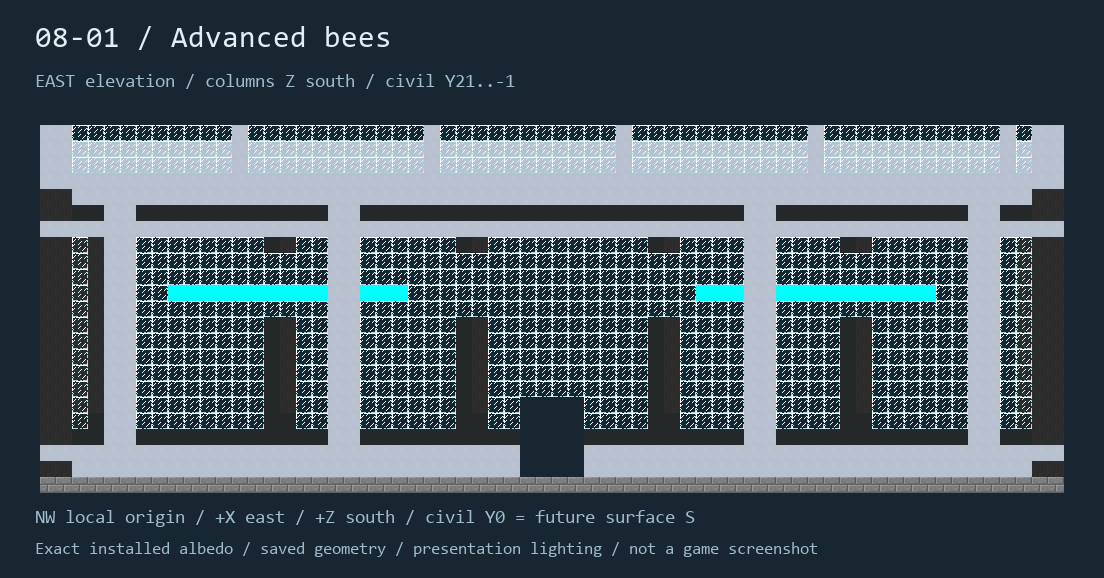 08-01 / Advanced bees
EAST elevation / columns Z south / civil Y21..-1
NW local origin / +X east / +Z south / civil Y0 = future surface S
Exact installed albedo / saved geometry / presentation lighting / not a game screenshot